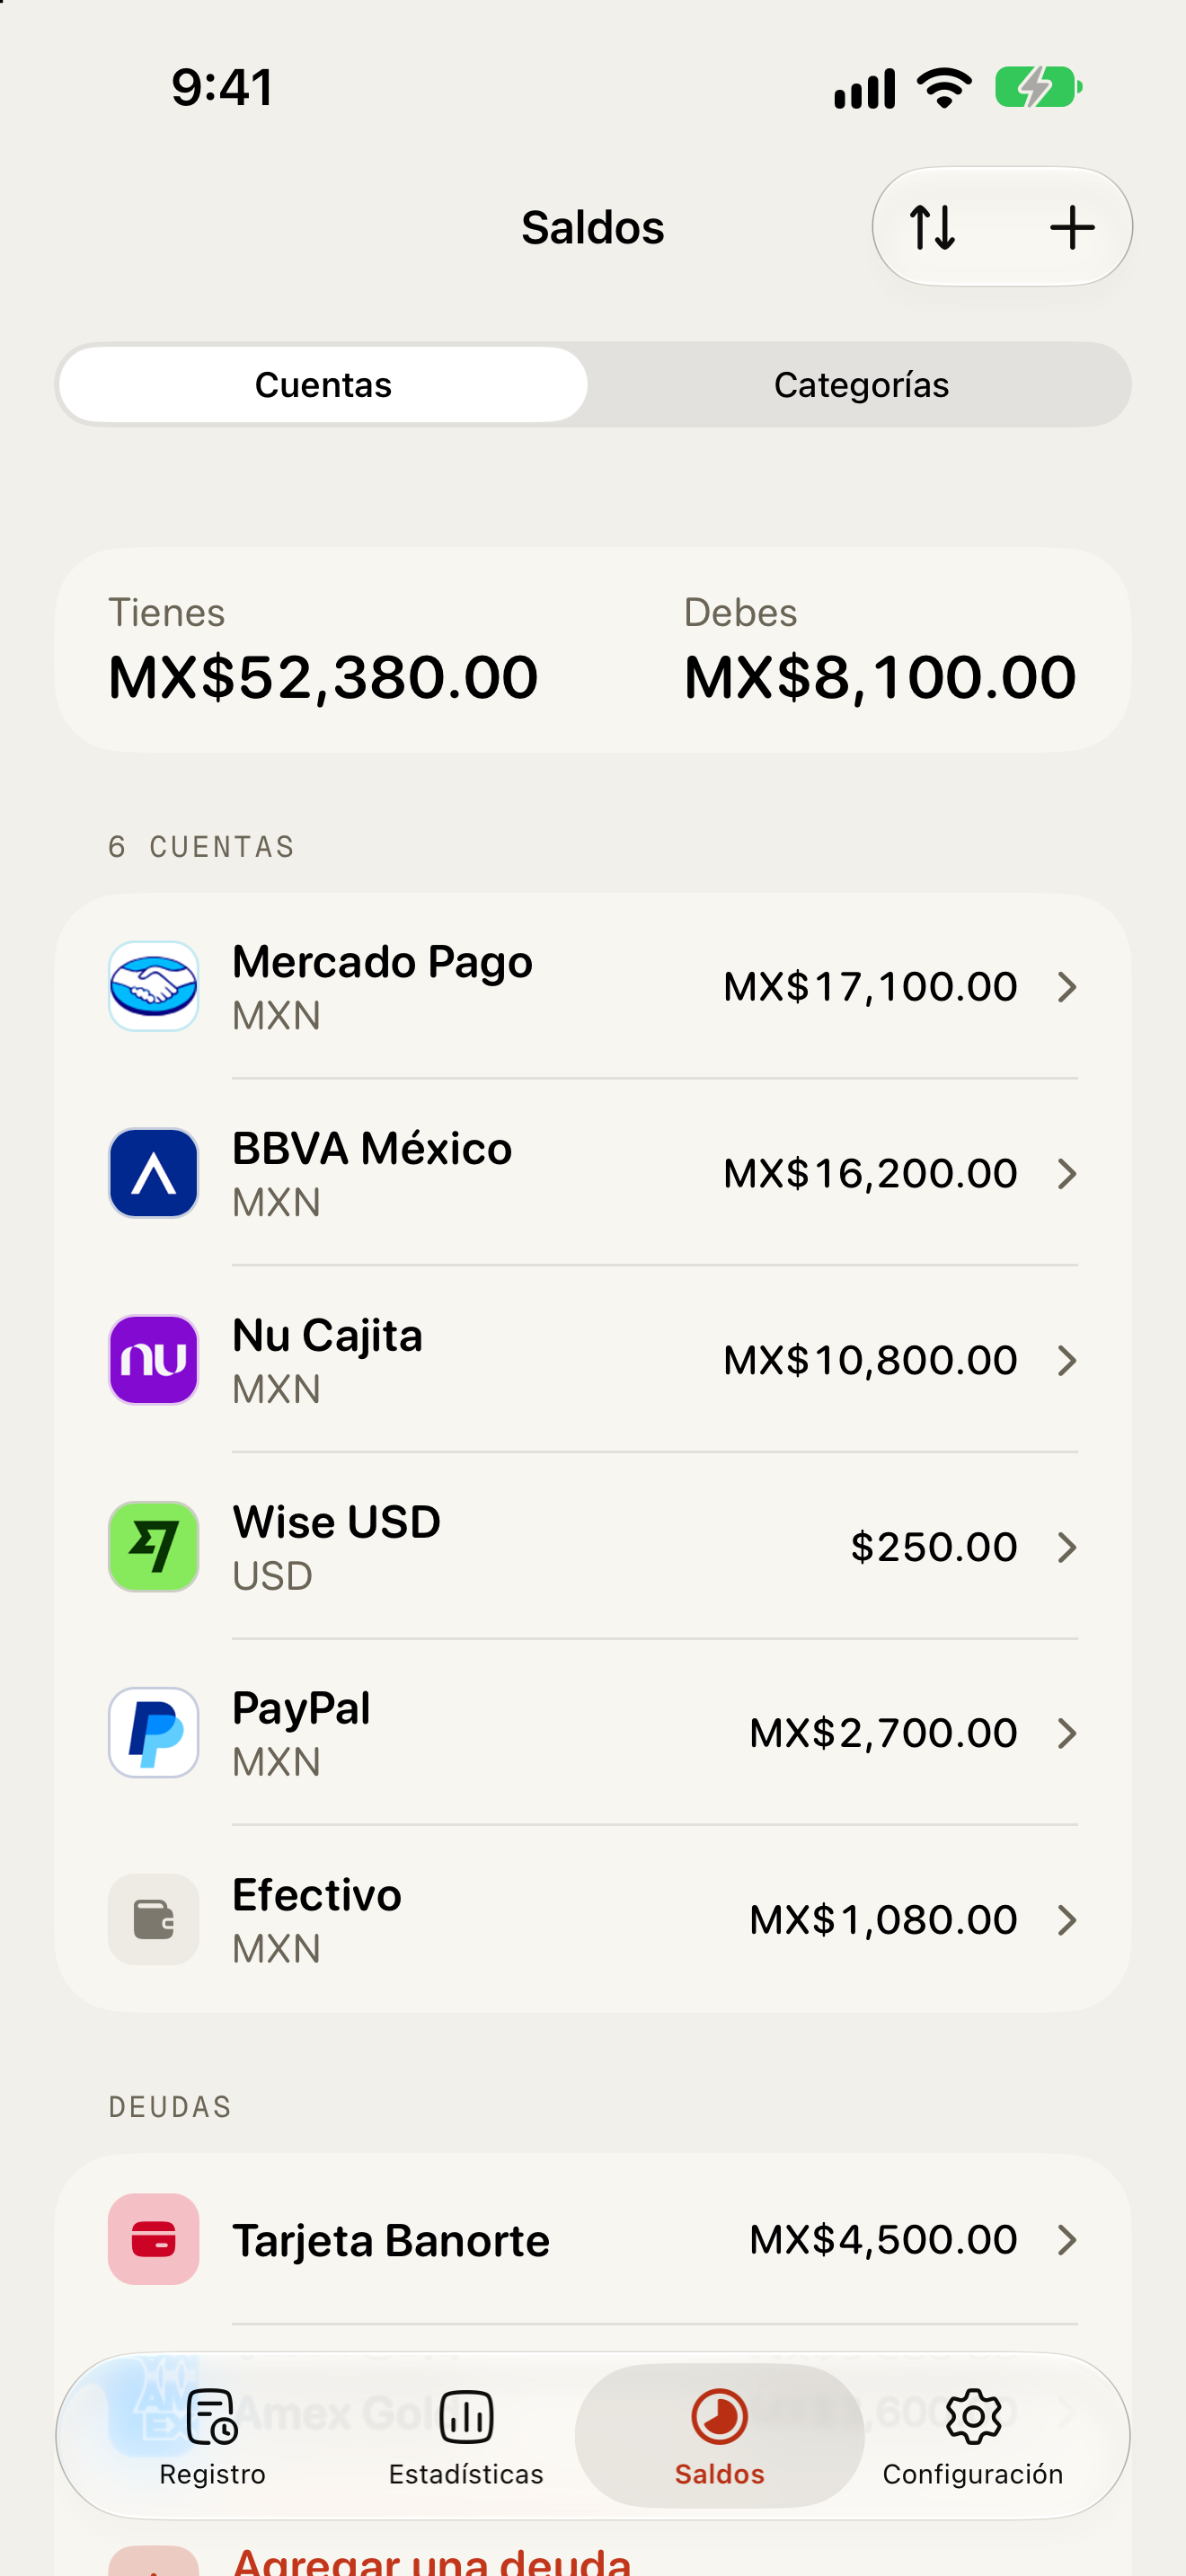 9:41
Saldos
Cuentas
Categorías
Tienes
Debes
MX$52,380.00
MX$8,100.00
6 CUENTAS
Mercado Pago
MXN
MX$17,100.00
BBVA México
MXN
MX$16,200.00
nu
Nu Cajita
MXN
MX$10,800.00
Wise USD
USD
$250.00
PayPal
MXN
MX$2,700.00
Efectivo
MXN
MX$1,080.00
DEUDAS
Tarjeta Banorte
MX$4,500.00
Amex Gol
Registro
Estadísticas
Saldos
Configuración
Agregar una deuda